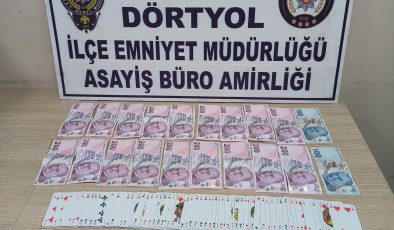 DÖRTYOL
İLÇE EMNİYET MÜDÜRLÜĞÜ
ASAYİŞ BÜRO AMİRLİĞİ